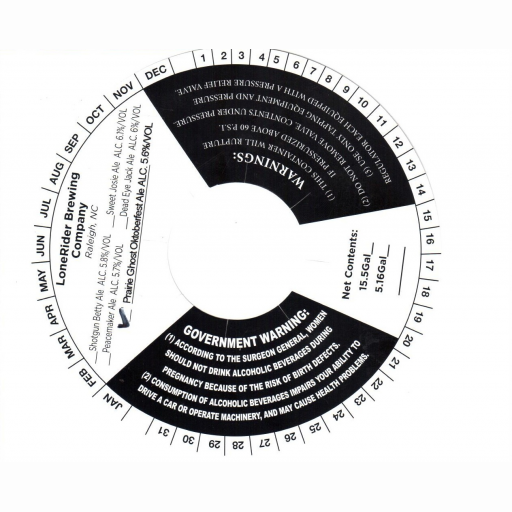 LoneRider Brewing
Company
Raleigh, NC
__Shotgun Betty Ale ALC. 5.8%/VOL
__Sweet Josie Ale ALC. 6.1%/VOL
__Peacemaker Ale ALC. 5.7%/VOL
__Dead Eye Jack Ale ALC. 6%/VOL
Prairie Ghost Oktoberfest Ale ALC. 5.6%/VOL
WARNINGS:
(1) THIS CONTAINER WILL RUPTURE
IF PRESSURIZED ABOVE 60 P.S.I.
(2) DO NOT REMOVE VALVE. CONTENTS UNDER PRESSURE.
(3) USE ONLY TAPPING EQUIPMENT AND PRESSURE
REGULATOR EACH EQUIPPED WITH A PRESSURE RELIEF VALVE.
Net Contents:
15.5Gal__
5.16Gal__
GOVERNMENT WARNING:
(1) ACCORDING TO THE SURGEON GENERAL, WOMEN
SHOULD NOT DRINK ALCOHOLIC BEVERAGES DURING
PREGNANCY BECAUSE OF THE RISK OF BIRTH DEFECTS.
(2) CONSUMPTION OF ALCOHOLIC BEVERAGES IMPAIRS YOUR ABILITY TO
DRIVE A CAR OR OPERATE MACHINERY, AND MAY CAUSE HEALTH PROBLEMS.
JAN FEB MAR APR MAY JUN JUL AUG SEP OCT NOV DEC
1 2 3 4 5 6 7 8 9 10 11 12 13 14 15 16 17 18 19 20 21 22 23 24 25 26 27 28 29 30 31